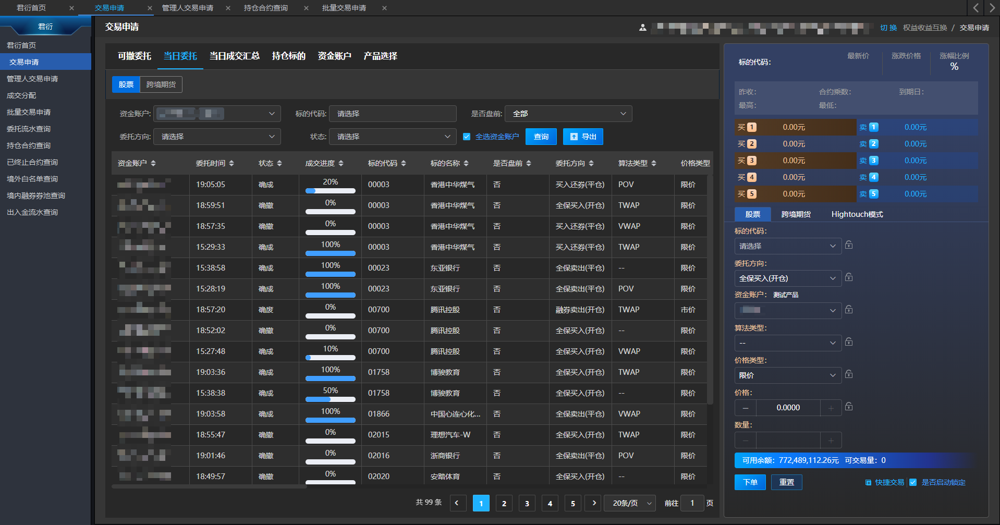 君衍首页 × 交易申请 × 管理人交易申请 × 持仓合约查询 × 批量交易申请 ×
君衍
君衍首页
交易申请
管理人交易申请
成交分配
批量交易申请
委托流水查询
持仓合约查询
已终止合约查询
境外白名单查询
境内融券券池查询
出入金流水查询
交易申请
切 换 权益收益互换 / 交易申请
可撤委托 当日委托 当日成交汇总 持仓标的 资金账户 产品选择
股票 跨境期货
资金账户: 标的代码: 请选择 是否盘前: 全部
委托方向: 请选择 状态: 请选择 全选资金账户 查询 导出
资金账户 委托时间 状态 成交进度 标的代码 标的名称 是否盘前 委托方向 算法类型 价格类型
19:05:05 确成 20% 00003 香港中华煤气 否 买入还券(平仓) POV 限价
18:59:51 确撤 0% 00003 香港中华煤气 否 全保买入(开仓) TWAP 限价
18:57:35 确撤 0% 00003 香港中华煤气 否 买入还券(平仓) VWAP 限价
15:29:33 确成 100% 00003 香港中华煤气 否 买入还券(平仓) TWAP 限价
15:38:58 确成 100% 00023 东亚银行 否 全保卖出(平仓) -- 限价
15:28:19 确成 100% 00023 东亚银行 否 全保卖出(平仓) POV 限价
18:57:20 确废 0% 00700 腾讯控股 否 融券卖出(开仓) TWAP 市价
18:52:02 确撤 0% 00700 腾讯控股 否 全保买入(开仓) -- 限价
15:27:48 确成 10% 00700 腾讯控股 否 全保买入(开仓) VWAP 限价
19:03:36 确成 100% 01758 博骏教育 否 全保买入(开仓) TWAP 限价
15:38:38 确成 50% 01758 博骏教育 否 全保买入(开仓) -- 限价
19:03:58 确成 100% 01866 中国心连心化... 否 全保卖出(平仓) VWAP 限价
18:55:47 确撤 0% 02015 理想汽车-W 否 全保买入(开仓) TWAP 限价
19:01:46 确撤 0% 02016 浙商银行 否 全保卖出(平仓) POV 限价
18:49:57 确撤 0% 02020 安踏体育 否 全保买入(开仓) -- 限价
共 99 条 1 2 3 4 5 20条/页 前往 1 页
标的代码: 最新价 涨跌价格 涨幅比例
%
昨收: 合约乘数: 到期日:
最高: 最低:
买 1 0.00元 卖 1 0.00元
买 2 0.00元 卖 2 0.00元
买 3 0.00元 卖 3 0.00元
买 4 0.00元 卖 4 0.00元
买 5 0.00元 卖 5 0.00元
股票 跨境期货 Hightouch模式
标的代码:
请选择
委托方向:
全保买入(开仓)
资金账户: 测试产品
算法类型:
--
价格类型:
限价
价格:
0.0000
数量:
可用余额: 772,489,112.26元 可交易量: 0
下单 重置 快捷交易 是否启动锁定